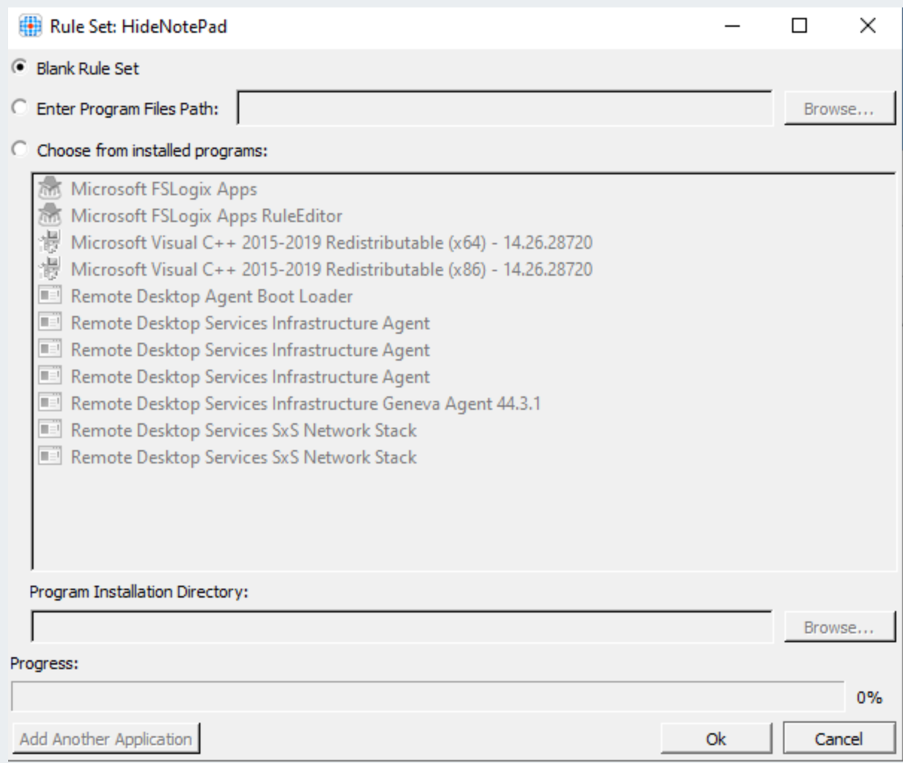 Rule Set: HideNotePad
Blank Rule Set
Enter Program Files Path:
Browse...
Choose from installed programs:
Microsoft FSLogix Apps
Microsoft FSLogix Apps RuleEditor
Microsoft Visual C++ 2015-2019 Redistributable (x64) - 14.26.28720
Microsoft Visual C++ 2015-2019 Redistributable (x86) - 14.26.28720
Remote Desktop Agent Boot Loader
Remote Desktop Services Infrastructure Agent
Remote Desktop Services Infrastructure Agent
Remote Desktop Services Infrastructure Agent
Remote Desktop Services Infrastructure Geneva Agent 44.3.1
Remote Desktop Services SxS Network Stack
Remote Desktop Services SxS Network Stack
Program Installation Directory:
Browse...
Progress:
0%
Add Another Application
Ok
Cancel